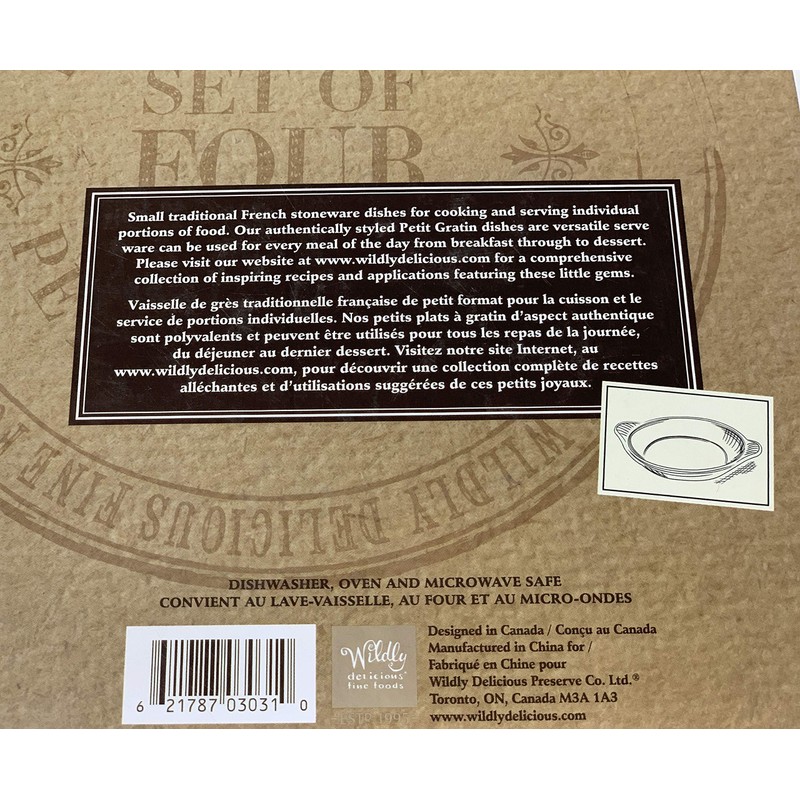 SET OF
FOUR
PE
Small traditional French stoneware dishes for cooking and serving individual
portions of food. Our authentically styled Petit Gratin dishes are versatile serve
ware can be used for every meal of the day from breakfast through to dessert.
Please visit our website at www.wildlydelicious.com for a comprehensive
collection of inspiring recipes and applications featuring these little gems.
Vaisselle de grès traditionnelle française de petit format pour la cuisson et le
service de portions individuelles. Nos petits plats à gratin d'aspect authentique
sont polyvalents et peuvent être utilisés pour tous les repas de la journée,
du déjeuner au dernier dessert. Visitez notre site Internet, au
www.wildlydelicious.com, pour découvrir une collection complète de recettes
alléchantes et d'utilisations suggérées de ces petits joyaux.
WILDLY DELICIOUS FINE
DISHWASHER, OVEN AND MICROWAVE SAFE
CONVIENT AU LAVE-VAISSELLE, AU FOUR ET AU MICRO-ONDES
6 21787 03031 0
Wildly
delicious
fine foods
Designed in Canada / Conçu au Canada
Manufactured in China for /
Fabriqué en Chine pour
Wildly Delicious Preserve Co. Ltd.®
Toronto, ON, Canada M3A 1A3
www.wildlydelicious.com